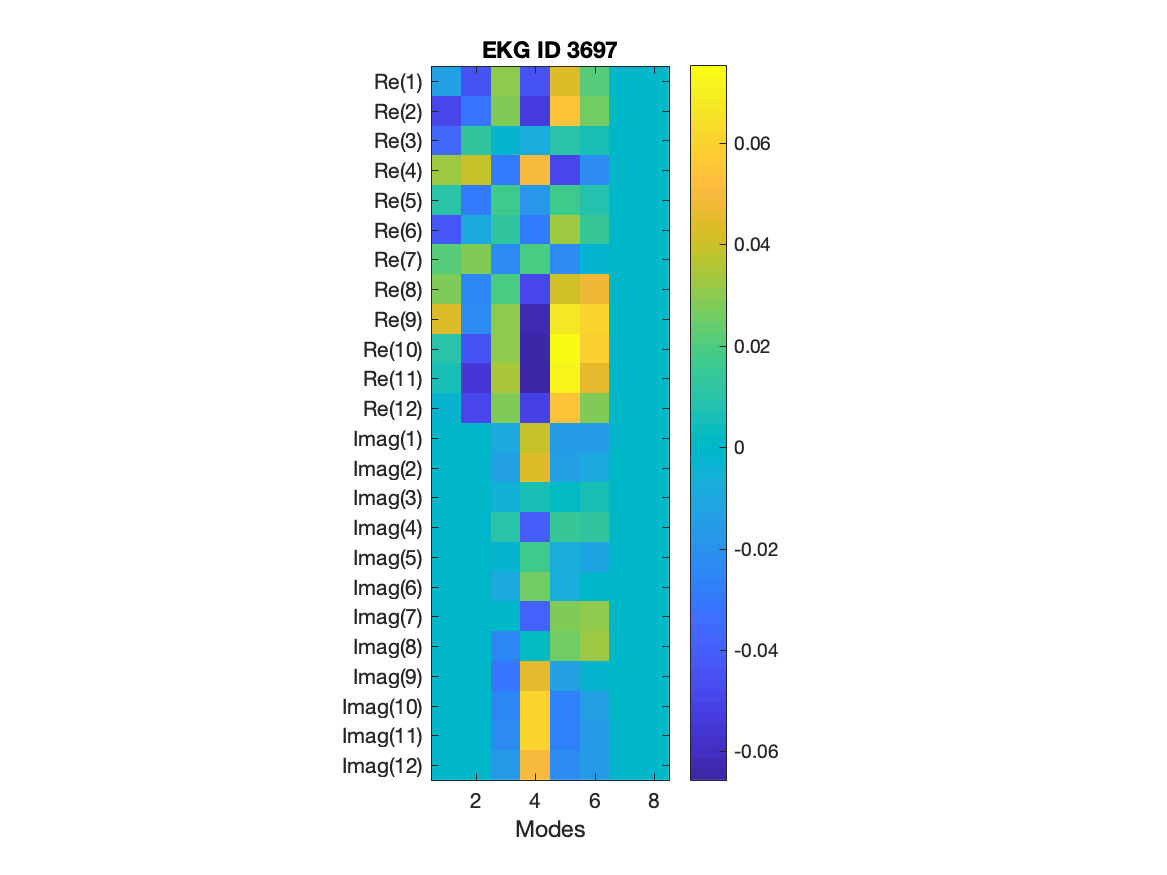 EKG ID 3697
Re(1)
Re(2)
Re(3)
Re(4)
Re(5)
Re(6)
Re(7)
Re(8)
Re(9)
Re(10)
Re(11)
Re(12)
Imag(1)
Imag(2)
Imag(3)
Imag(4)
Imag(5)
Imag(6)
Imag(7)
Imag(8)
Imag(9)
Imag(10)
Imag(11)
Imag(12)
2 4 6 8
Modes
0.06
0.04
0.02
0
-0.02
-0.04
-0.06